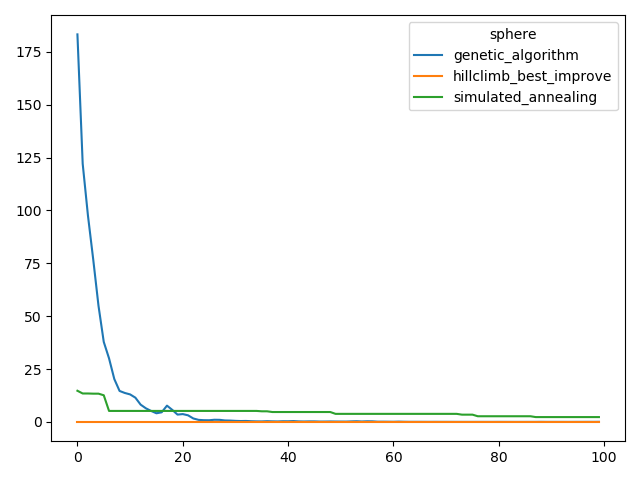 sphere
genetic_algorithm
hillclimb_best_improve
simulated_annealing
175
150
125
100
75
50
25
0
0 20 40 60 80 100